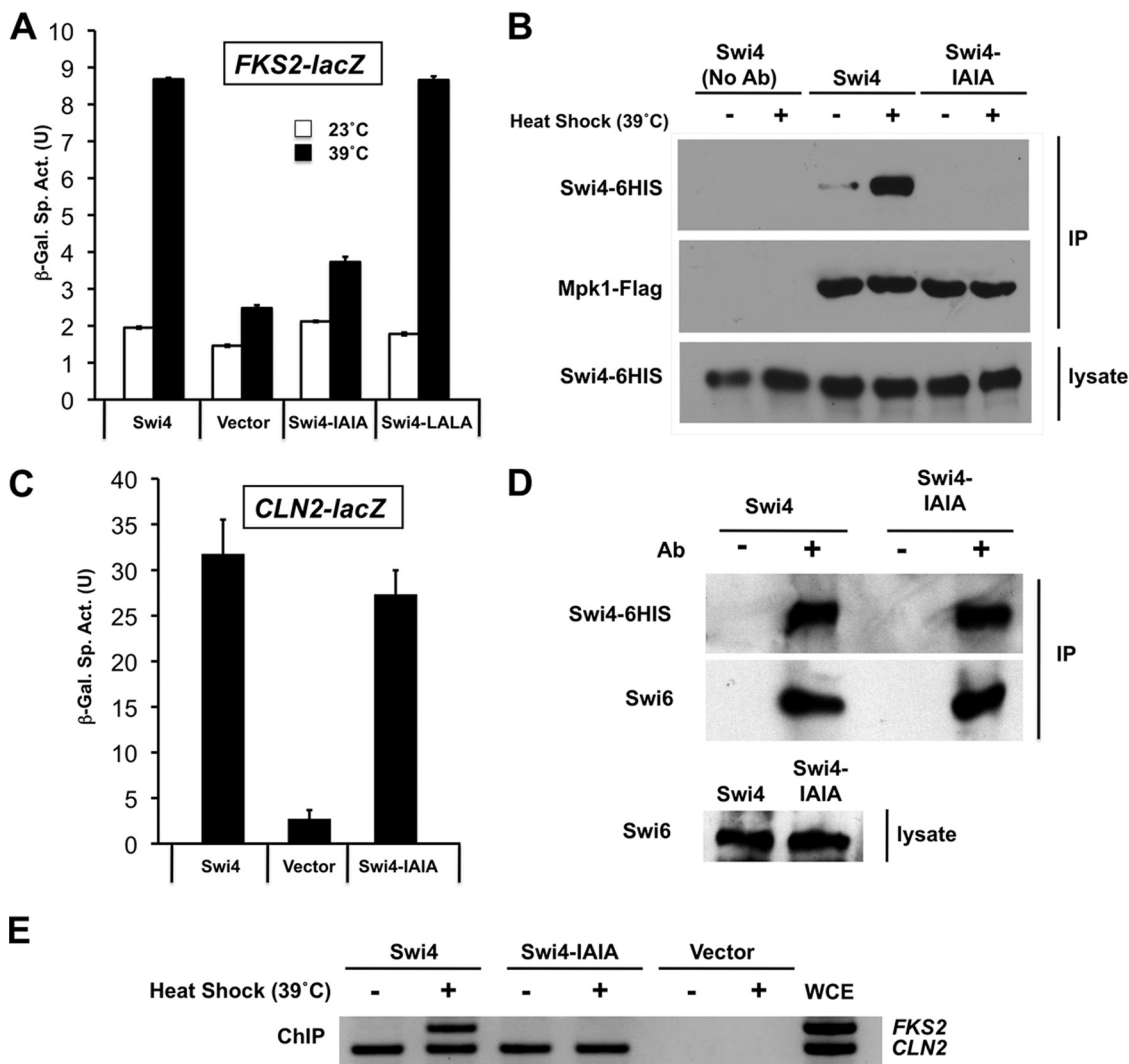 A
FKS2-lacZ
23˚C
39˚C
β-Gal. Sp. Act. (U)
9
8
7
6
5
4
3
2
1
0
Swi4
Vector
Swi4-IAIA
Swi4-LALA
B
Swi4 (No Ab)
Swi4
Swi4-IAIA
Heat Shock (39˚C)
- + - + - +
Swi4-6HIS
Mpk1-Flag
IP
Swi4-6HIS
lysate
C
CLN2-lacZ
β-Gal. Sp. Act. (U)
40
35
30
25
20
15
10
5
0
Swi4
Vector
Swi4-IAIA
D
Swi4
Swi4-IAIA
Ab - + - +
Swi4-6HIS
Swi6
IP
Swi4
Swi4-IAIA
Swi6
lysate
E
Swi4
Swi4-IAIA
Vector
Heat Shock (39˚C) - + - + - + WCE
ChIP
FKS2
CLN2